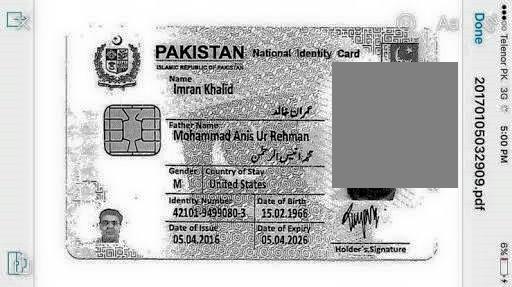 PAKISTAN National Identity Card
ISLAMIC REPUBLIC OF PAKISTAN
Name
Imran Khalid
عمران خالد
Father Name
Mohammad Anis Ur Rehman
محمد انیس الرحمٰن
Gender Country of Stay
M United States
Identity Number Date of Birth
42101-9499080-3 15.02.1966
Date of Issue Date of Expiry
05.04.2016 05.04.2026
Holder's Signature
Aa
Telenor PK 3G 5:00 PM 6%
Done 20170105032909.pdf